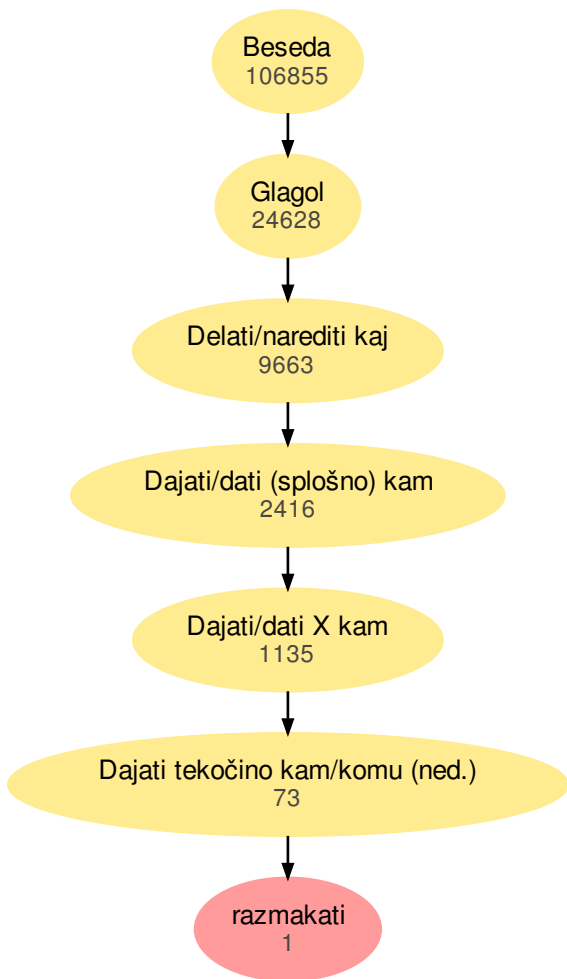 Beseda
106855
Glagol
24628
Delati/narediti kaj
9663
Dajati/dati (splošno) kam
2416
Dajati/dati X kam
1135
Dajati tekočino kam/komu (ned.)
73
razmakati
1